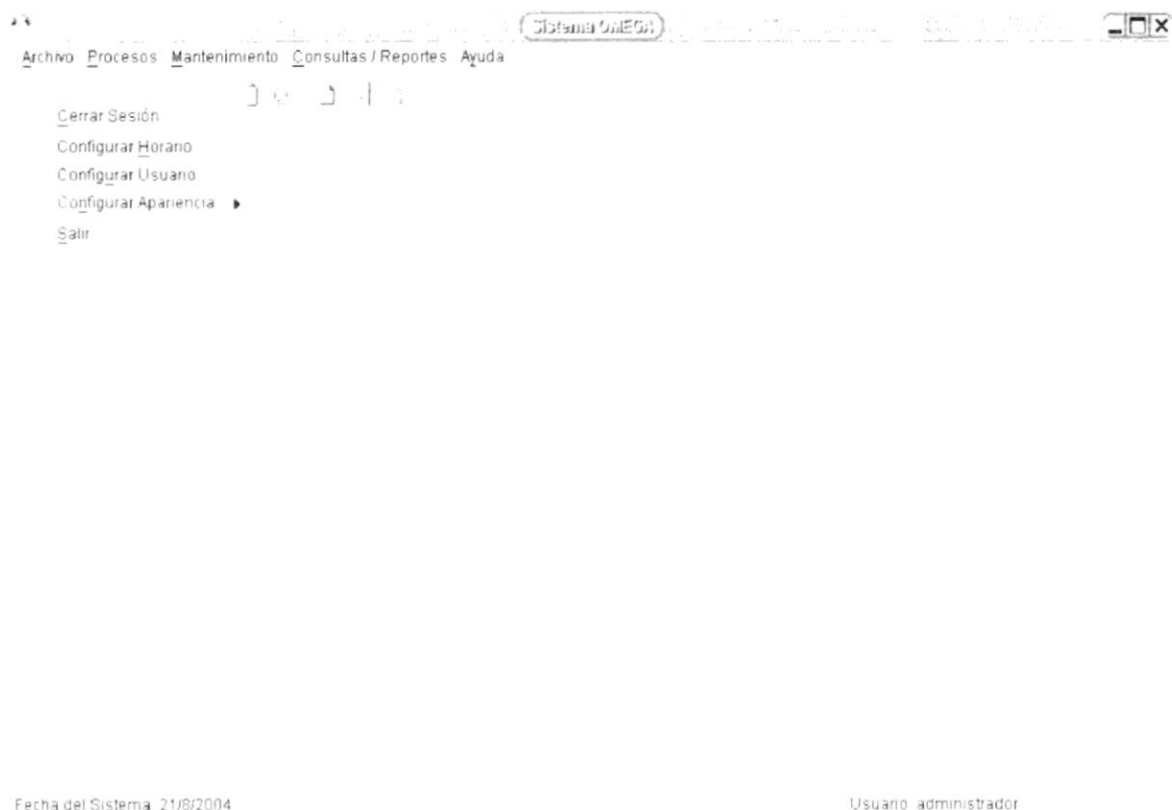 Sistema OMEGA
Archivo Procesos Mantenimiento Consultas / Reportes Ayuda
Cerrar Sesión
Configurar Horario
Configurar Usuario
Configurar Apariencia
Salir
Fecha del Sistema 21/8/2004 Usuario administrador